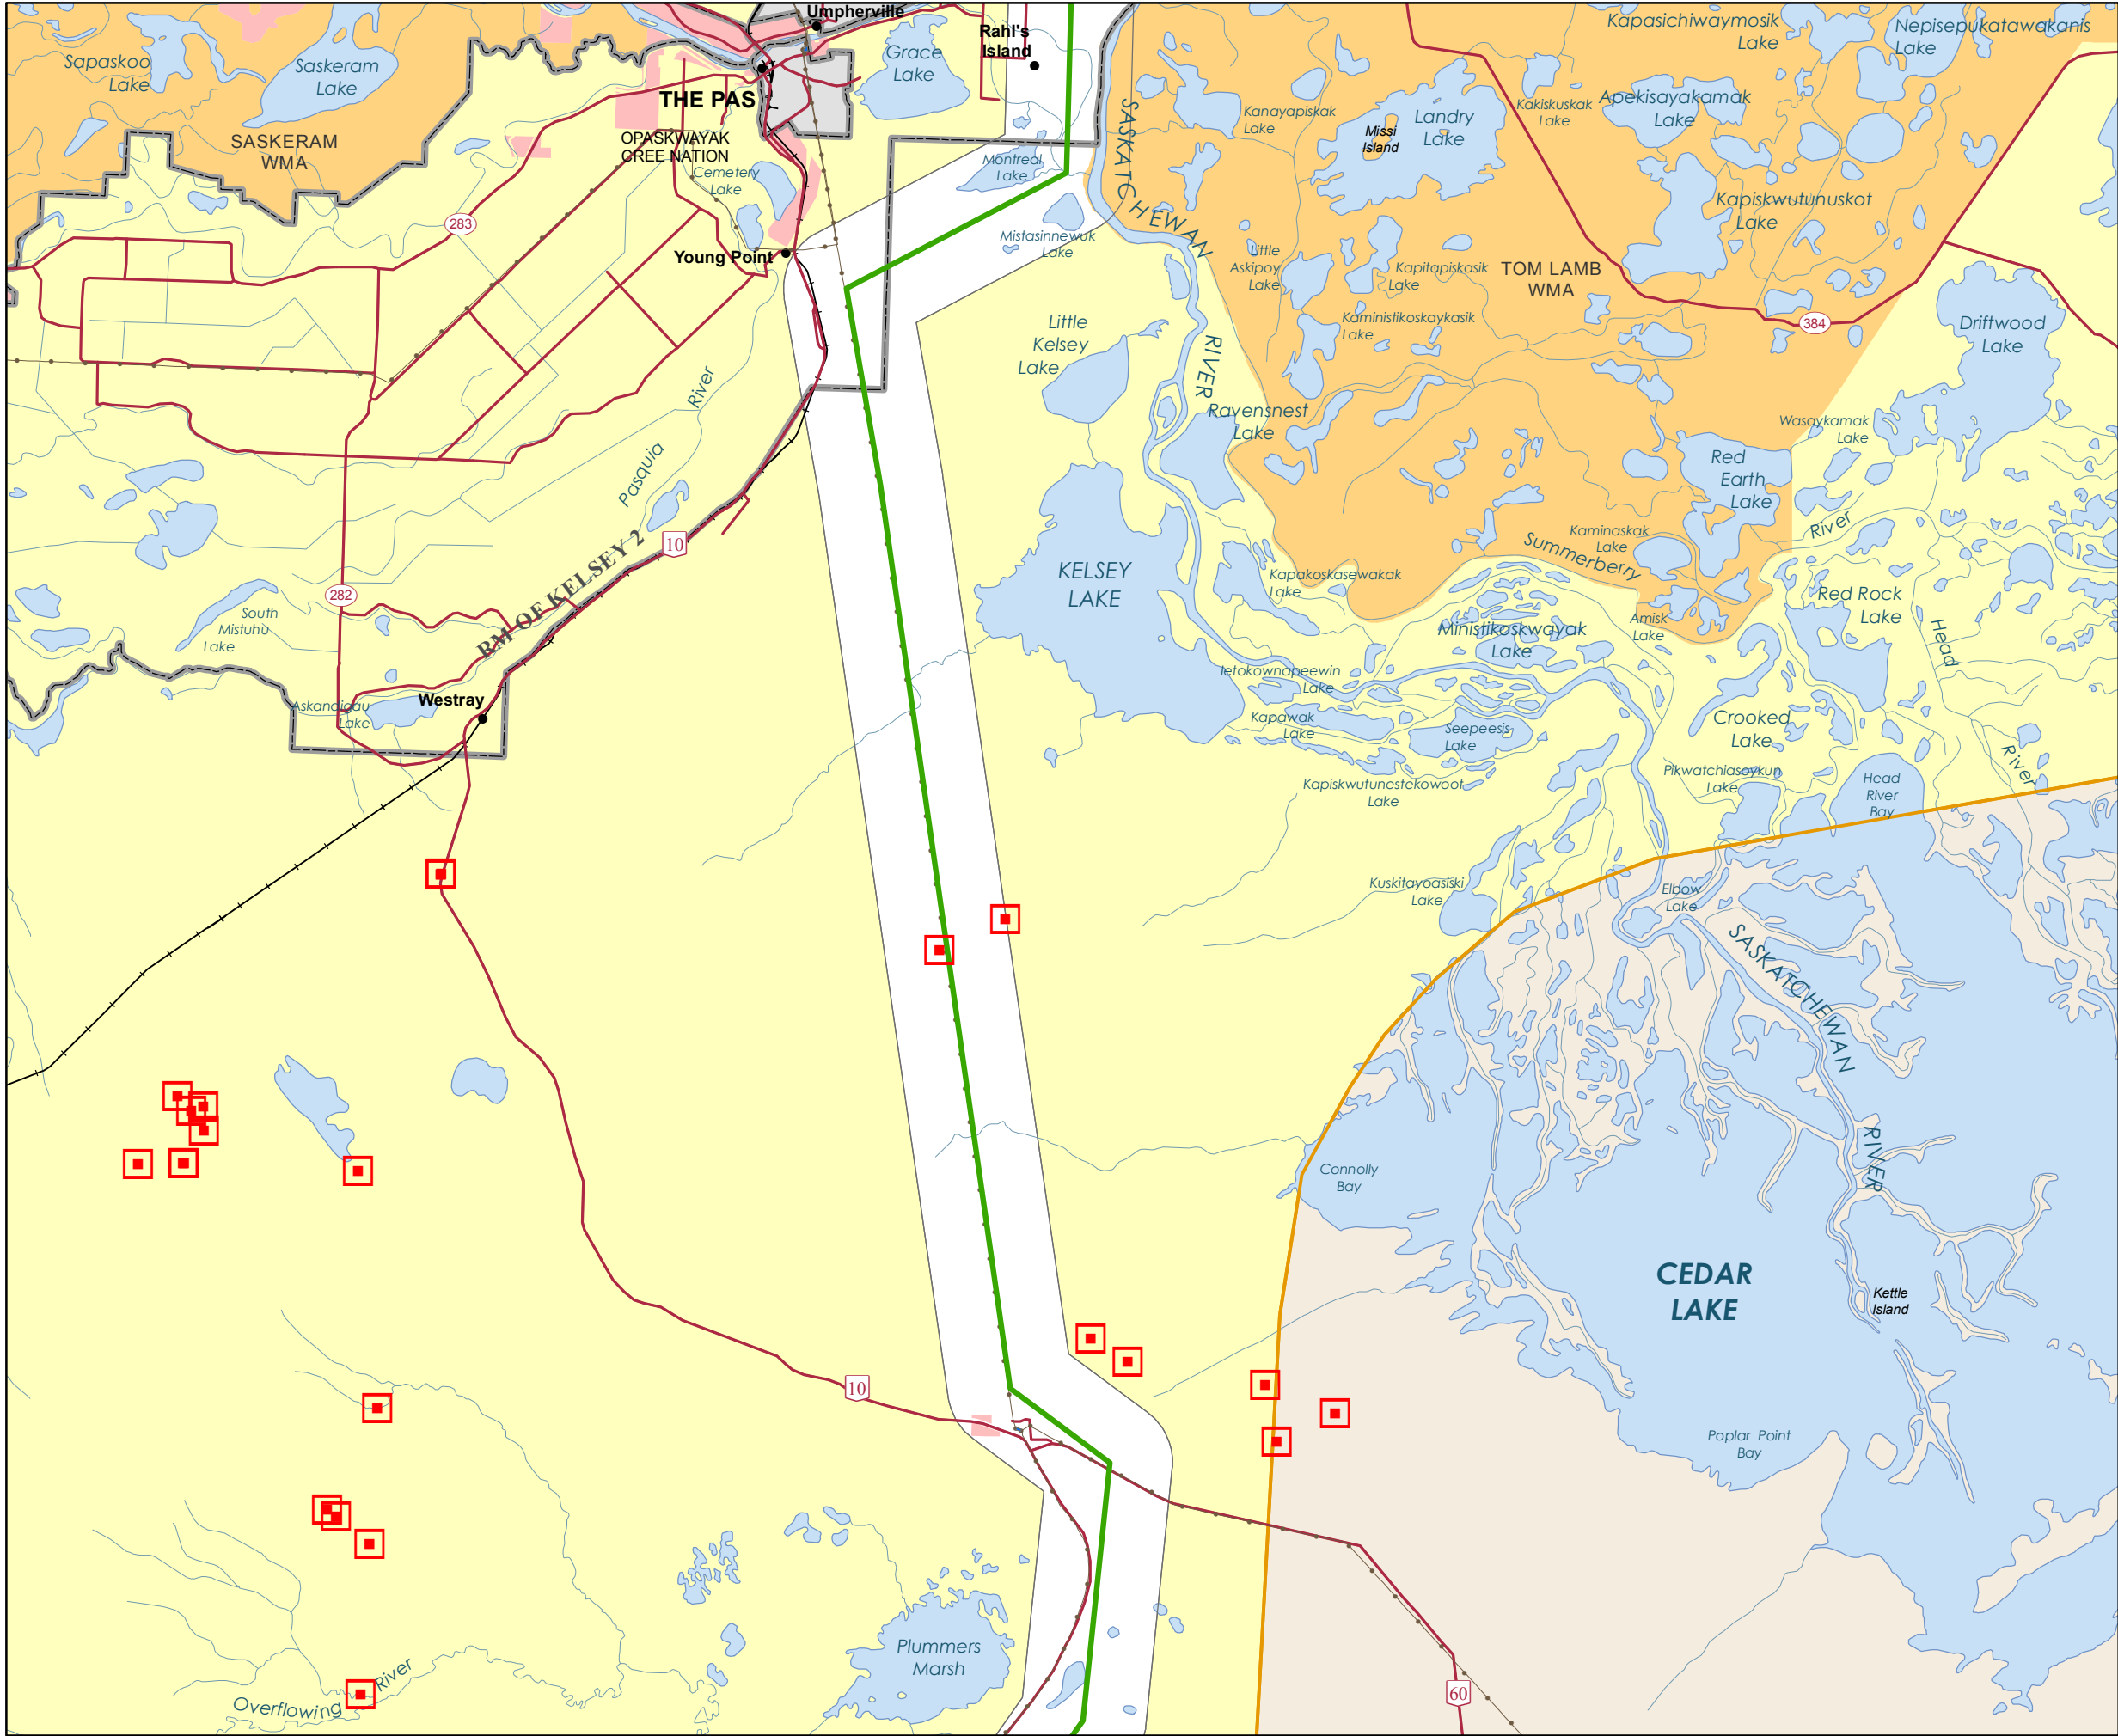 Umpherville
Rahl's
Island
Grace
Lake
Sapaskoo
Lake
Saskeram
Lake
THE PAS
SASKERAM
WMA
OPASKWAYAK
CREE NATION
Cemetery
Lake
Montreal
Lake
Mistasinnewuk
Lake
Young Point
283
Kapasichiwaymosik
Lake
Nepisepukatawakanis
Lake
Kanayapiskak
Lake
Missi
Island
Landry
Lake
Kakiskuskak
Lake
Apekisayakamak
Lake
Kapiskwutunuskot
Lake
SASKATCHEWAN
RIVER
Little
Askipoy
Lake
Kapitapiskasik
Lake
TOM LAMB
WMA
Kaministikoskaykasik
Lake
384
Driftwood
Lake
Little
Kelsey
Lake
Ravensnest
Lake
Wasaykamak
Lake
Red
Earth
Lake
Pasquia
River
10
RM OF KELSEY 2
282
South
Mistuhu
Lake
KELSEY
LAKE
Kapakoskasewakak
Lake
Kaminaskak
Lake
Summerberry
River
Red Rock
Lake
Amisk
Lake
Ministikoskwayak
Lake
Head
River
Ietokownapeewin
Lake
Kapawak
Lake
Seepeesis
Lake
Crooked
Lake
Kapiskwutunestekowoot
Lake
Pikwatchiasoykun
Lake
Head
River
Bay
Askandigau
Lake
Westray
Kuskitayoasiski
Lake
Elbow
Lake
SASKATCHEWAN
RIVER
Connolly
Bay
CEDAR
LAKE
Kettle
Island
10
Poplar Point
Bay
Plummers
Marsh
Overflowing
River
60